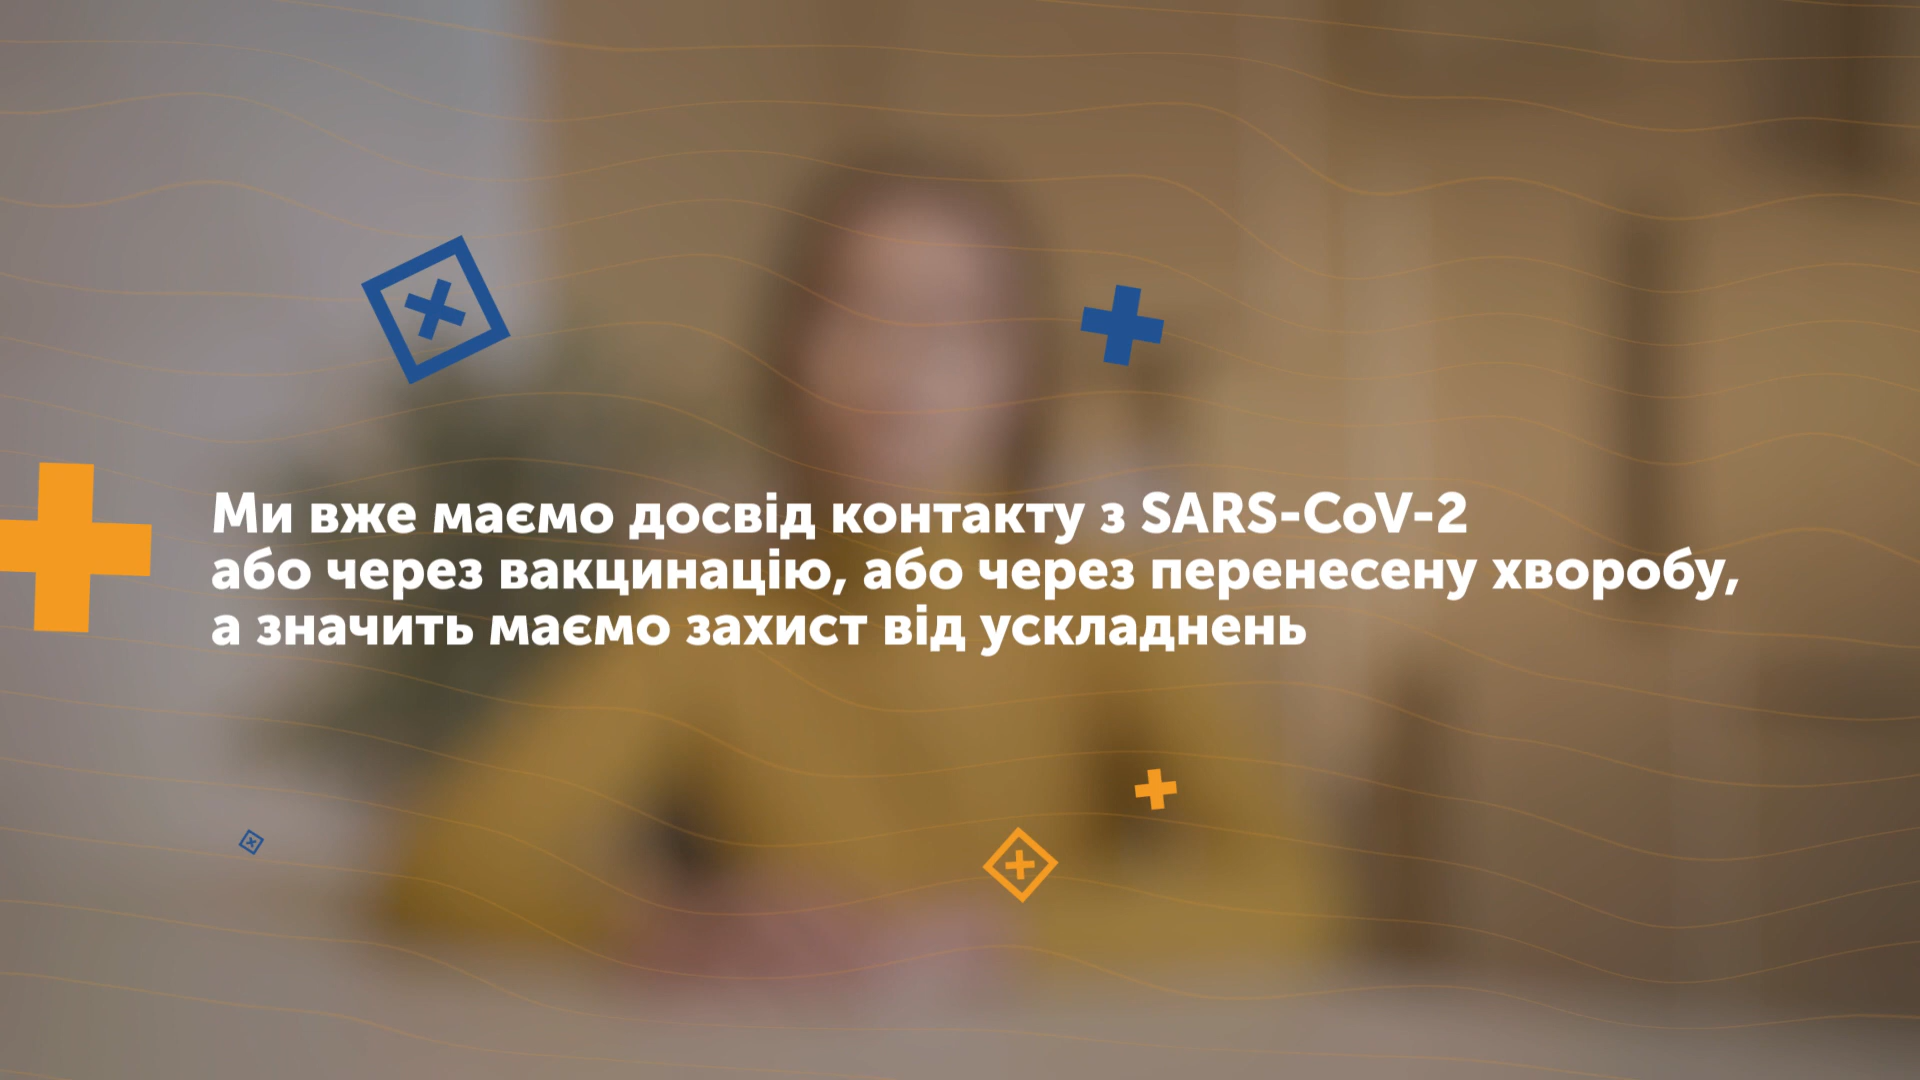 Ми вже маємо досвід контакту з SARS-CoV-2
або через вакцинацію, або через перенесену хворобу,
а значить маємо захист від ускладнень